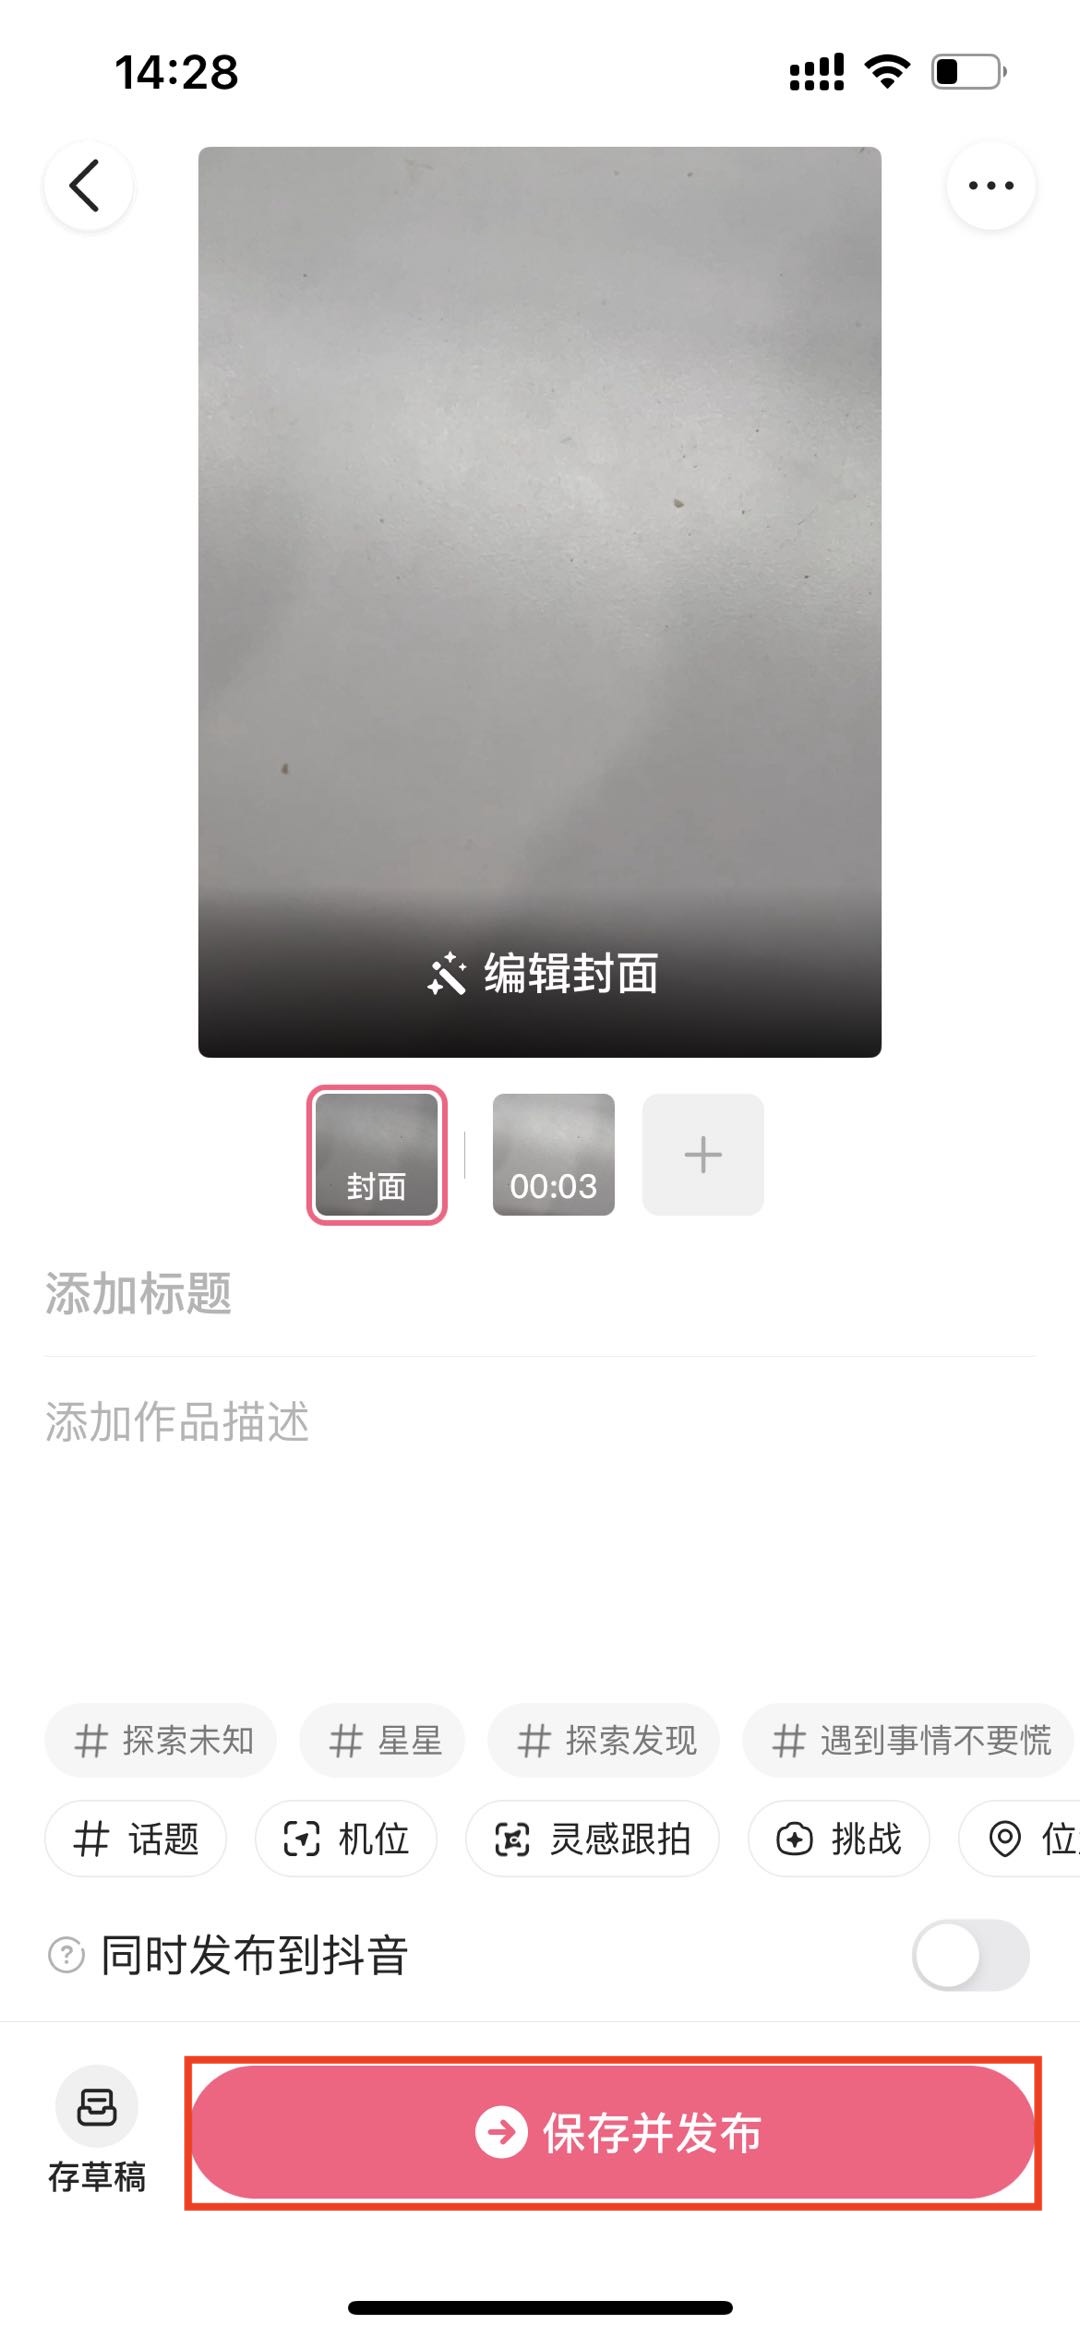 14:28
编辑封面
封面
00:03
添加标题
添加作品描述
# 探索未知
# 星星
# 探索发现
# 遇到事情不要慌
# 话题
机位
灵感跟拍
挑战
位
同时发布到抖音
存草稿
保存并发布